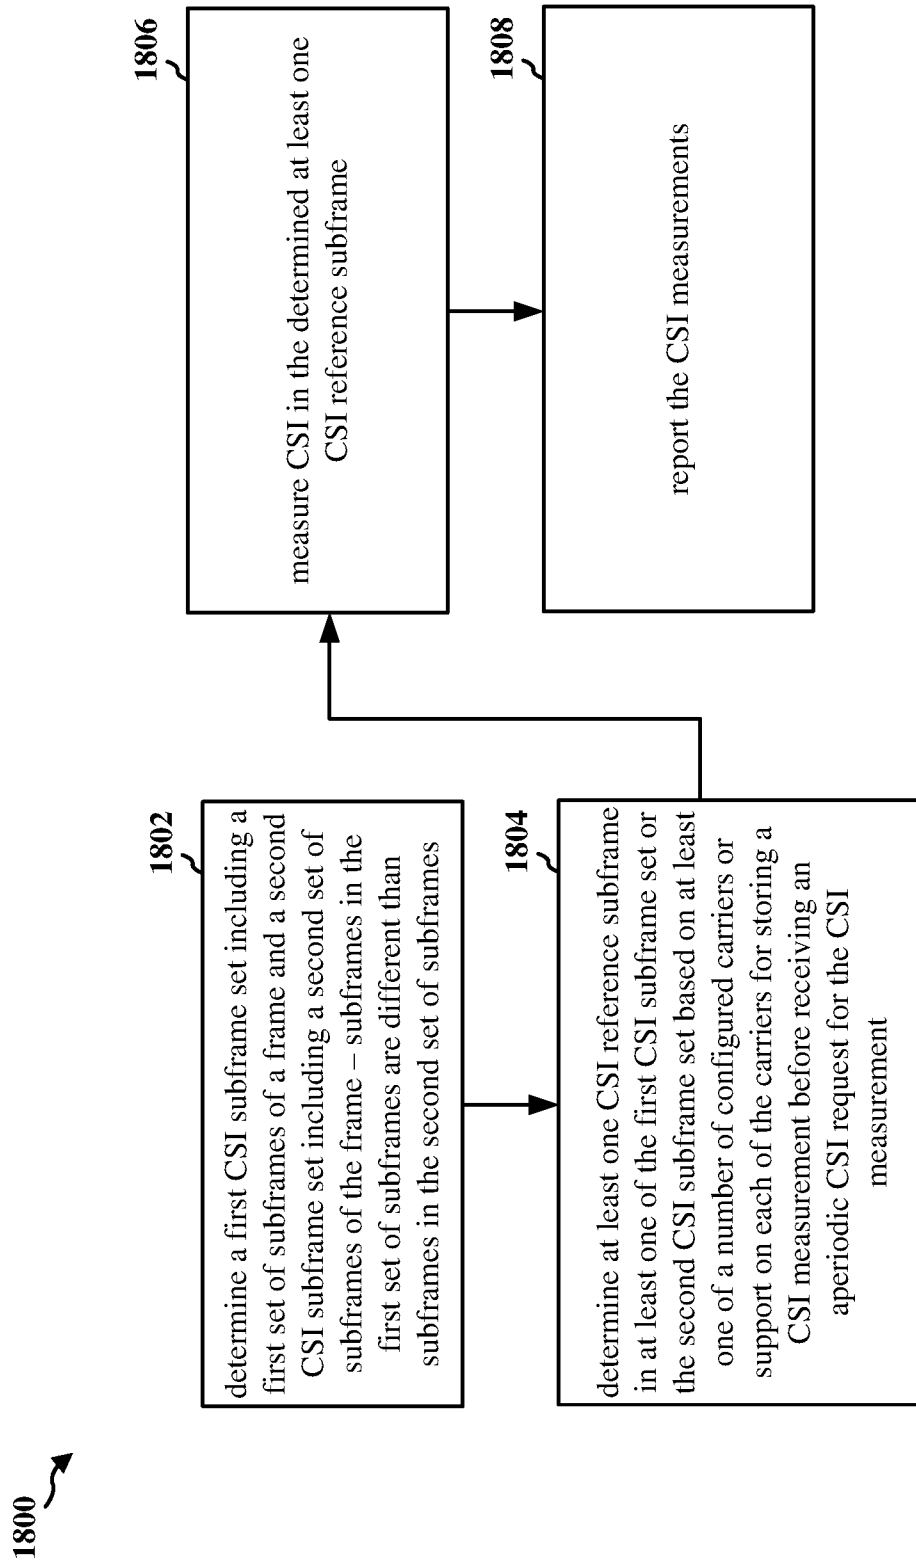 1800
1802
determine a first CSI subframe set including a
first set of subframes of a frame and a second
CSI subframe set including a second set of
subframes of the frame – subframes in the
first set of subframes are different than
subframes in the second set of subframes
1804
determine at least one CSI reference subframe
in at least one of the first CSI subframe set or
the second CSI subframe set based on at least
one of a number of configured carriers or
support on each of the carriers for storing a
CSI measurement before receiving an
aperiodic CSI request for the CSI
measurement
1806
measure CSI in the determined at least one
CSI reference subframe
1808
report the CSI measurements